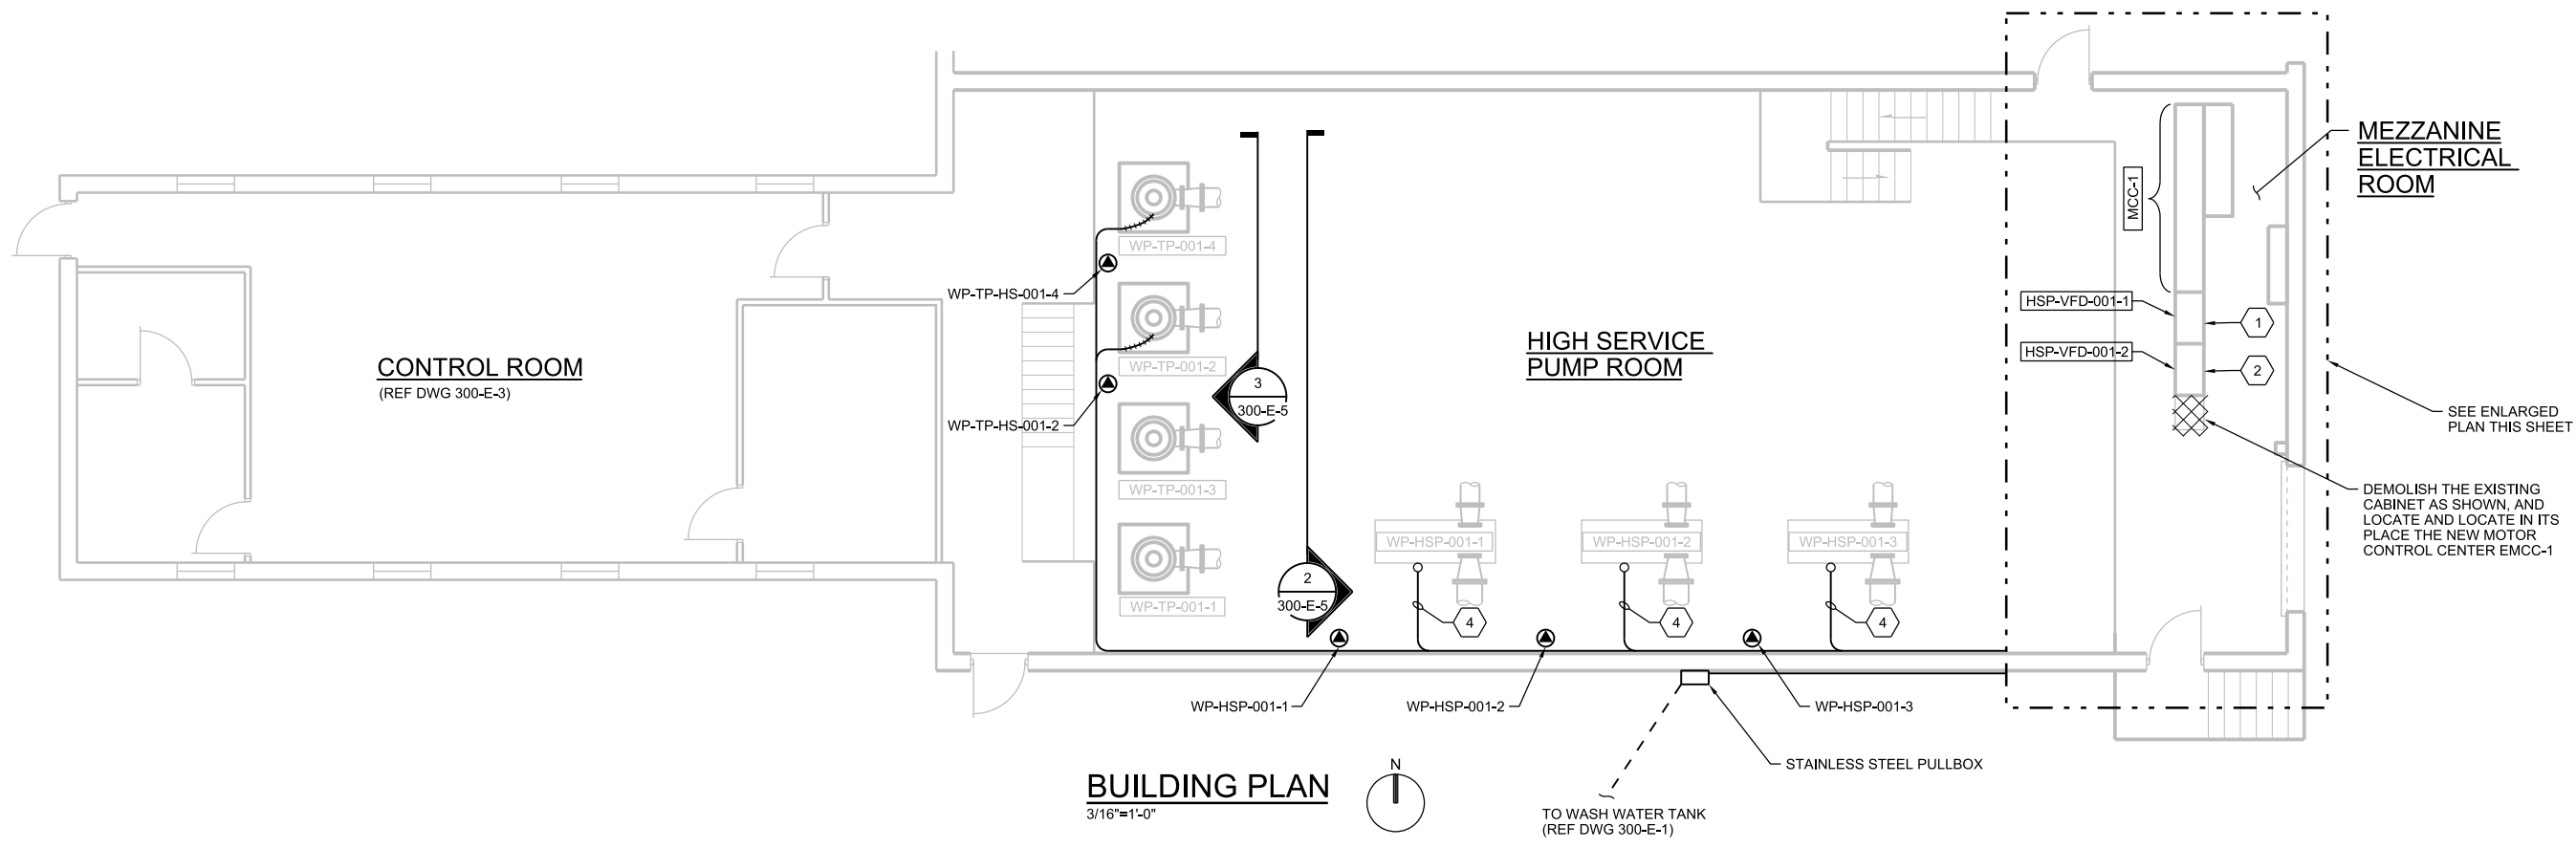 MEZZANINE
ELECTRICAL
ROOM
MCC-1
WP-TP-001-4
WP-TP-HS-001-4
HSP-VFD-001-1
1
HIGH SERVICE
PUMP ROOM
CONTROL ROOM
(REF DWG 300-E-3)
WP-TP-001-2
HSP-VFD-001-2
2
3
300-E-5
WP-TP-HS-001-2
SEE ENLARGED
PLAN THIS SHEET
WP-TP-001-3
DEMOLISH THE EXISTING
CABINET AS SHOWN, AND
LOCATE AND LOCATE IN ITS
PLACE THE NEW MOTOR
CONTROL CENTER EMCC-1
WP-HSP-001-1
WP-HSP-001-2
WP-HSP-001-3
2
300-E-5
WP-TP-001-1
4
4
4
WP-HSP-001-1
WP-HSP-001-2
WP-HSP-001-3
STAINLESS STEEL PULLBOX
N
BUILDING PLAN
3/16"=1'-0"
TO WASH WATER TANK
(REF DWG 300-E-1)